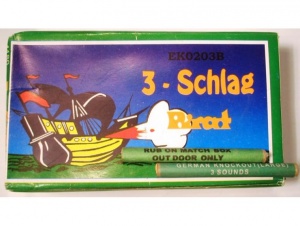 EK0203B
3 - Schlag
Pirat
RUB ON MATCH BOX
OUT DOOR ONLY
GERMAN KNOCKOUT(LARGE)
3 SOUNDS